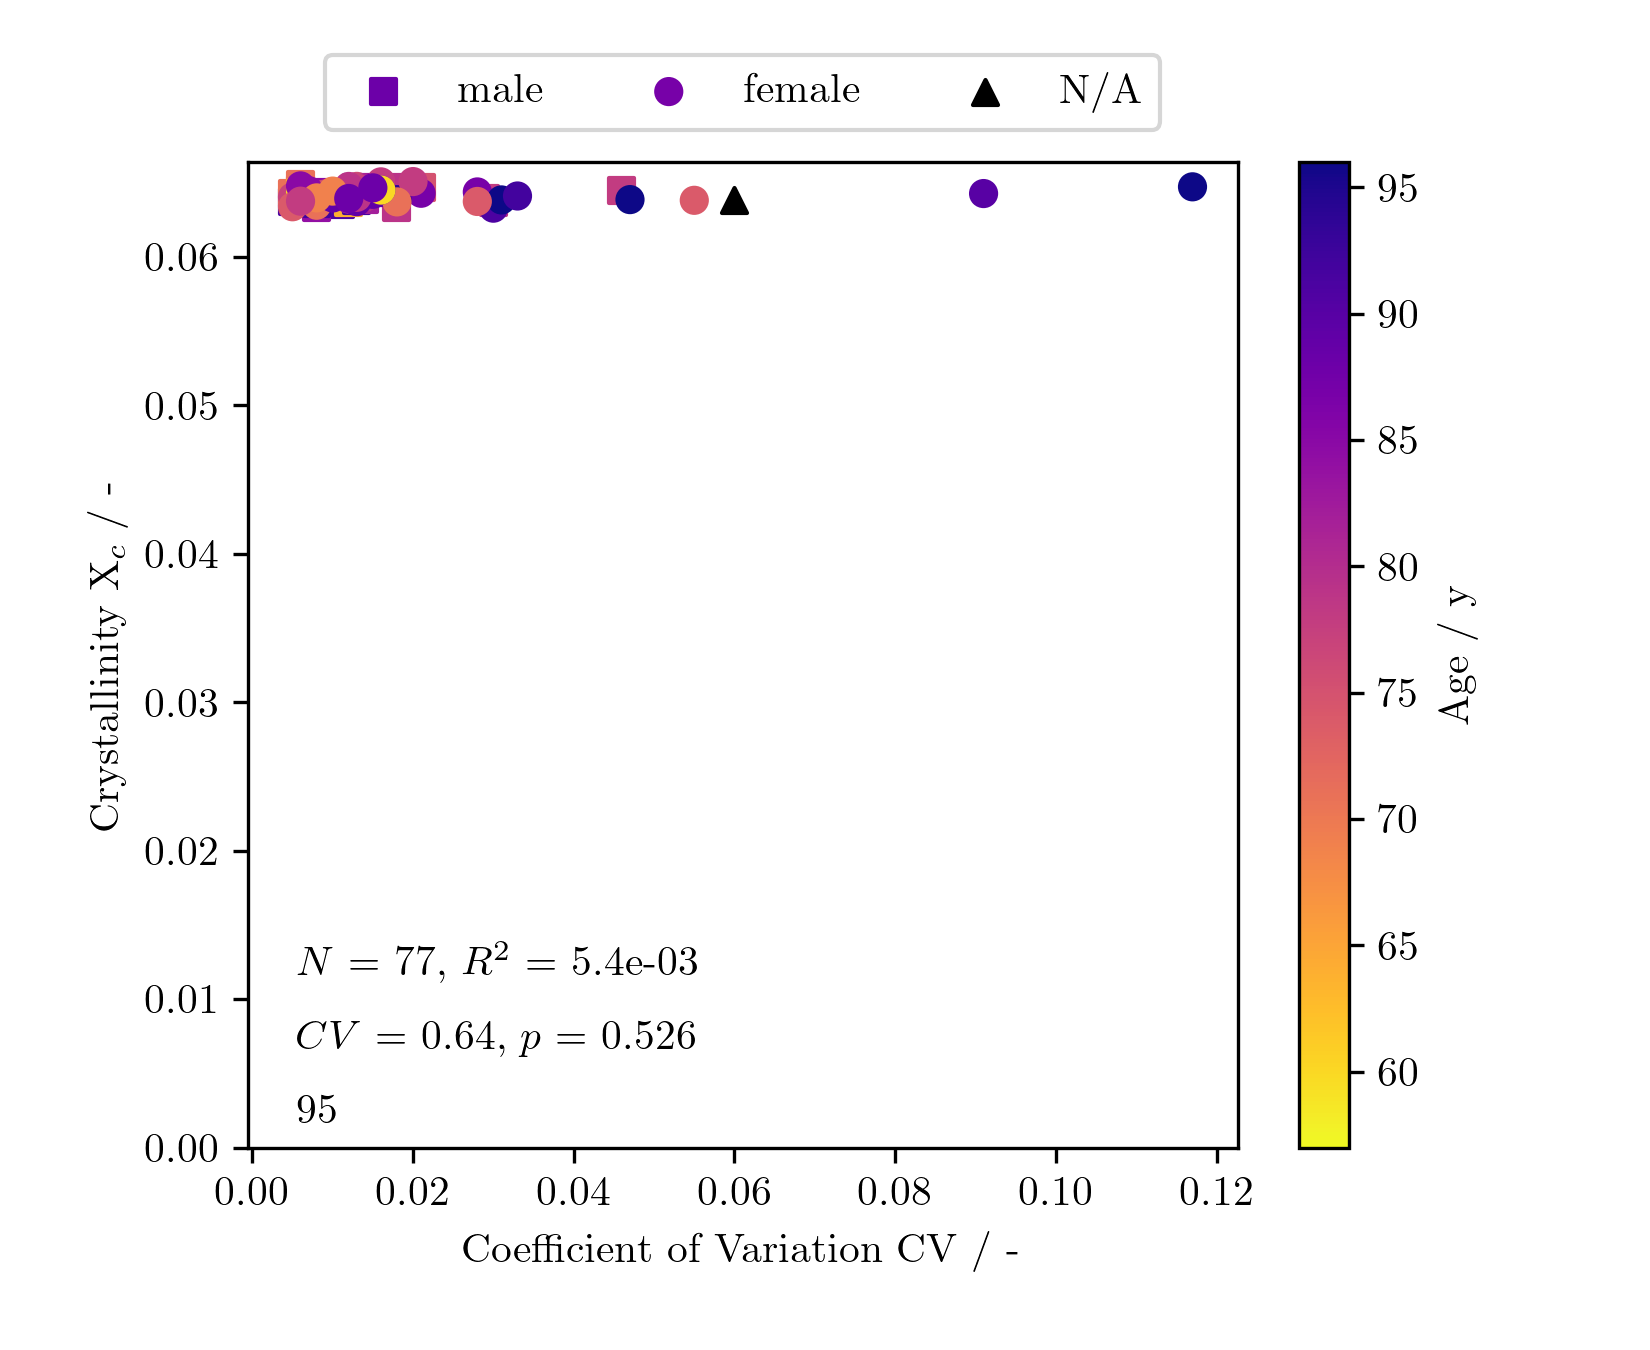 male female N/A
0.06
0.05
0.04
0.03
0.02
0.01
0.00
Crystallinity X_c / -
N = 77, R² = 5.4e-03
CV = 0.64, p = 0.526
95
0.00 0.02 0.04 0.06 0.08 0.10 0.12
Coefficient of Variation CV / -
95
90
85
80
75
70
65
60
Age / y